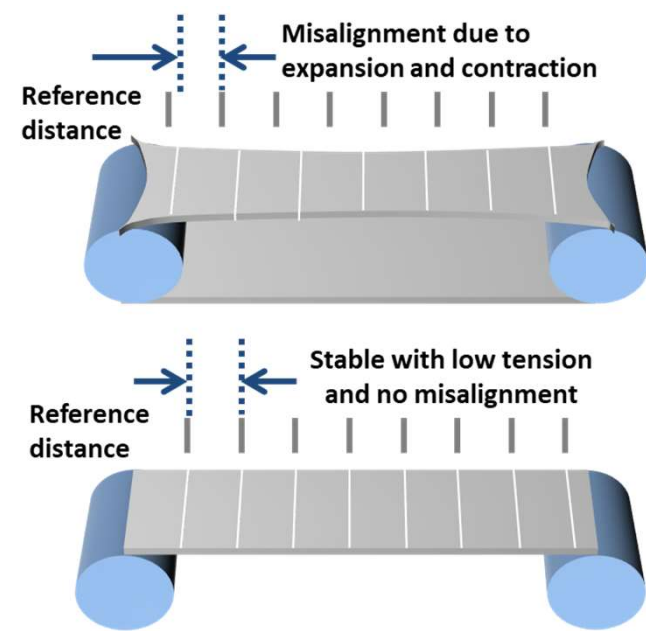 Misalignment due to
expansion and contraction
Reference
distance
Stable with low tension
and no misalignment
Reference
distance